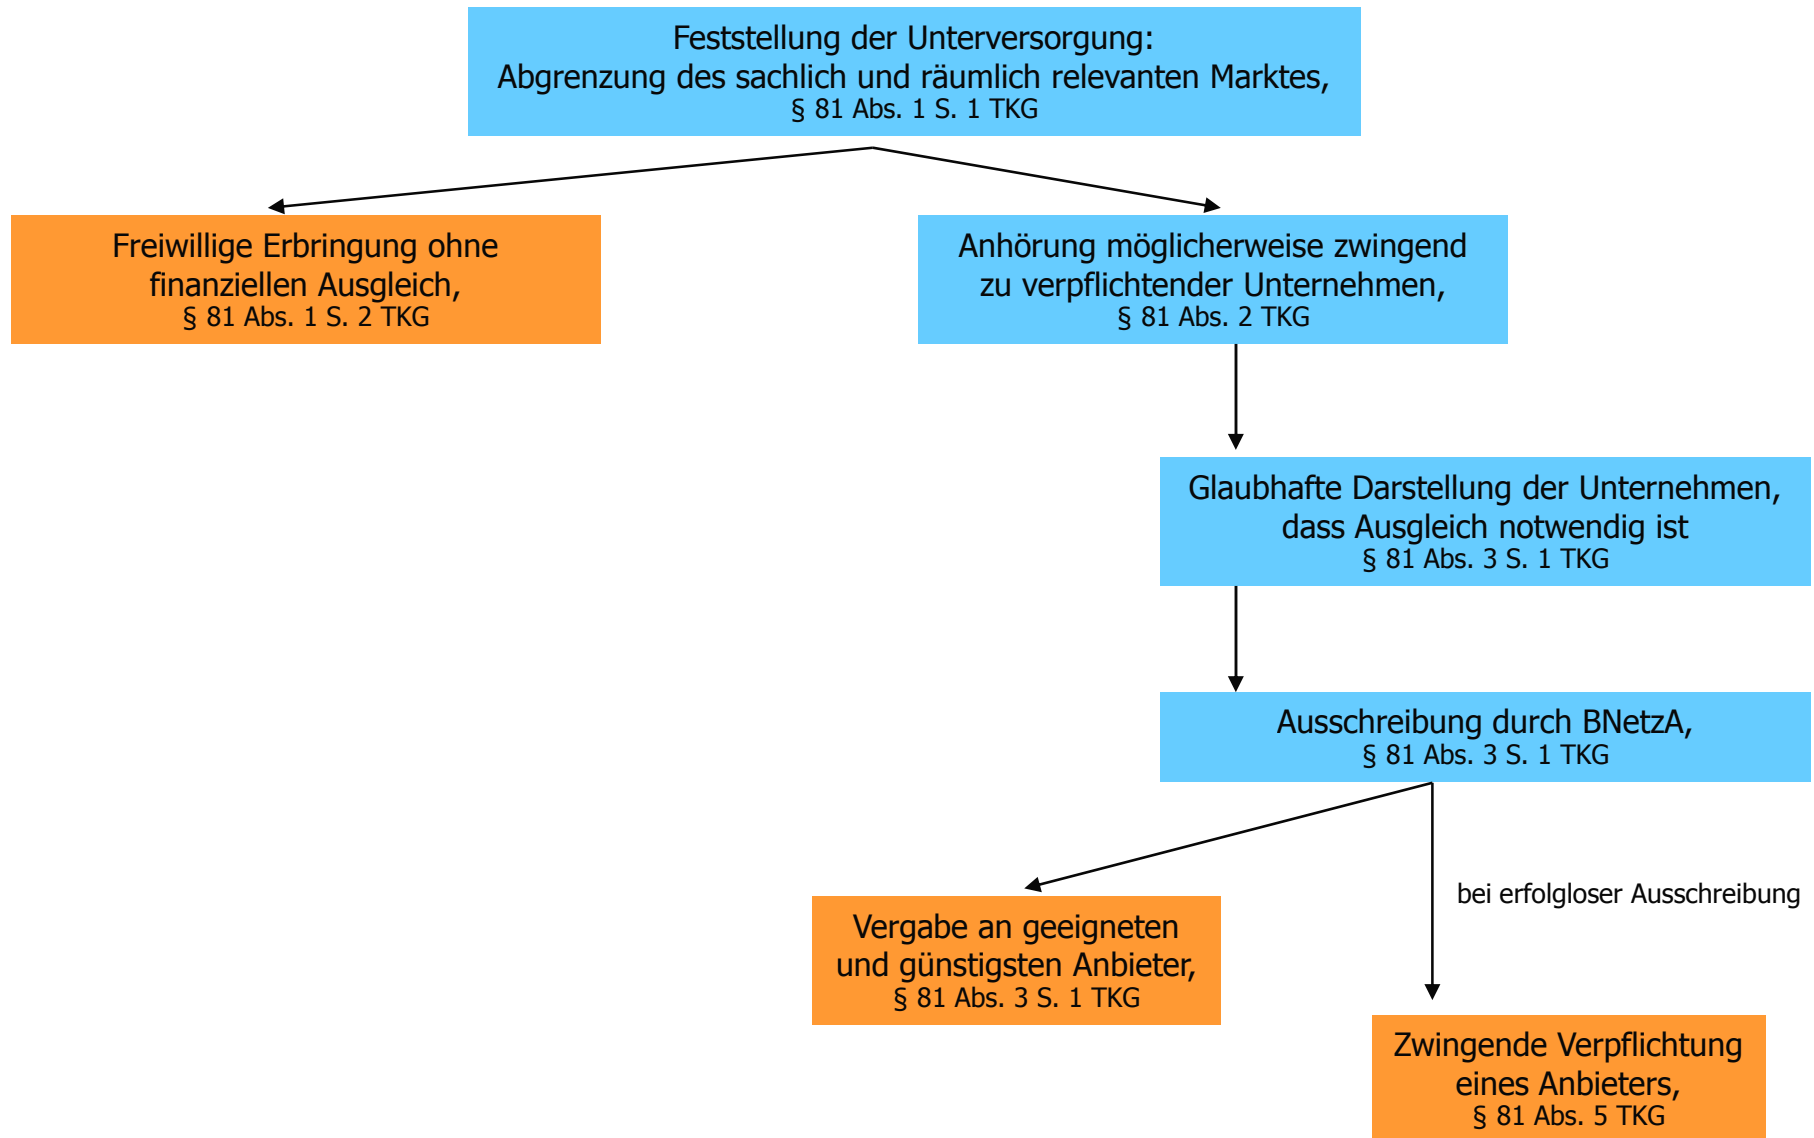 Feststellung der Unterversorgung:
Abgrenzung des sachlich und räumlich relevanten Marktes,
§ 81 Abs. 1 S. 1 TKG
Freiwillige Erbringung ohne
finanziellen Ausgleich,
§ 81 Abs. 1 S. 2 TKG
Anhörung möglicherweise zwingend
zu verpflichtender Unternehmen,
§ 81 Abs. 2 TKG
Glaubhafte Darstellung der Unternehmen,
dass Ausgleich notwendig ist
§ 81 Abs. 3 S. 1 TKG
Ausschreibung durch BNetzA,
§ 81 Abs. 3 S. 1 TKG
bei erfolgloser Ausschreibung
Vergabe an geeigneten
und günstigsten Anbieter,
§ 81 Abs. 3 S. 1 TKG
Zwingende Verpflichtung
eines Anbieters,
§ 81 Abs. 5 TKG